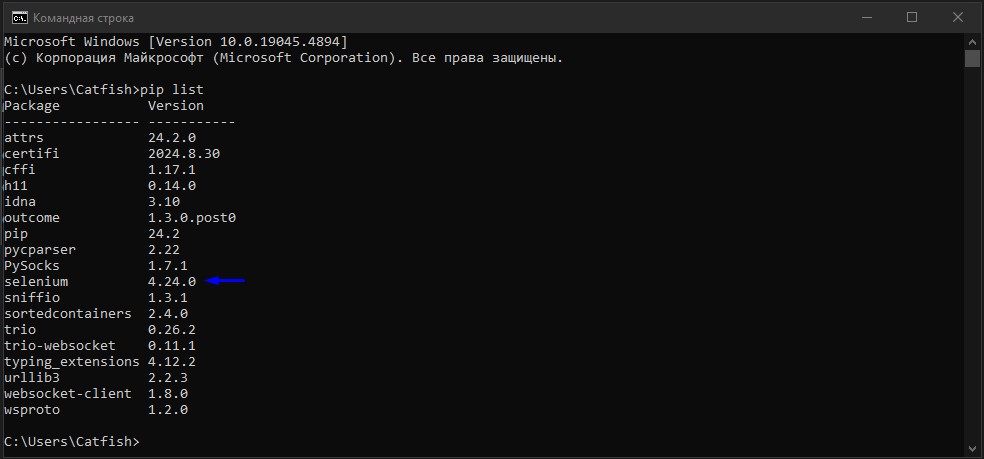 Командная строка
Microsoft Windows [Version 10.0.19045.4894]
(c) Корпорация Майкрософт (Microsoft Corporation). Все права защищены.
C:\Users\Catfish>pip list
Package           Version
----------------- -----------
attrs             24.2.0
certifi           2024.8.30
cffi              1.17.1
h11               0.14.0
idna              3.10
outcome           1.3.0.post0
pip               24.2
pycparser         2.22
PySocks           1.7.1
selenium          4.24.0
sniffio           1.3.1
sortedcontainers  2.4.0
trio              0.26.2
trio-websocket    0.11.1
typing_extensions 4.12.2
urllib3           2.2.3
websocket-client  1.8.0
wsproto           1.2.0
C:\Users\Catfish>